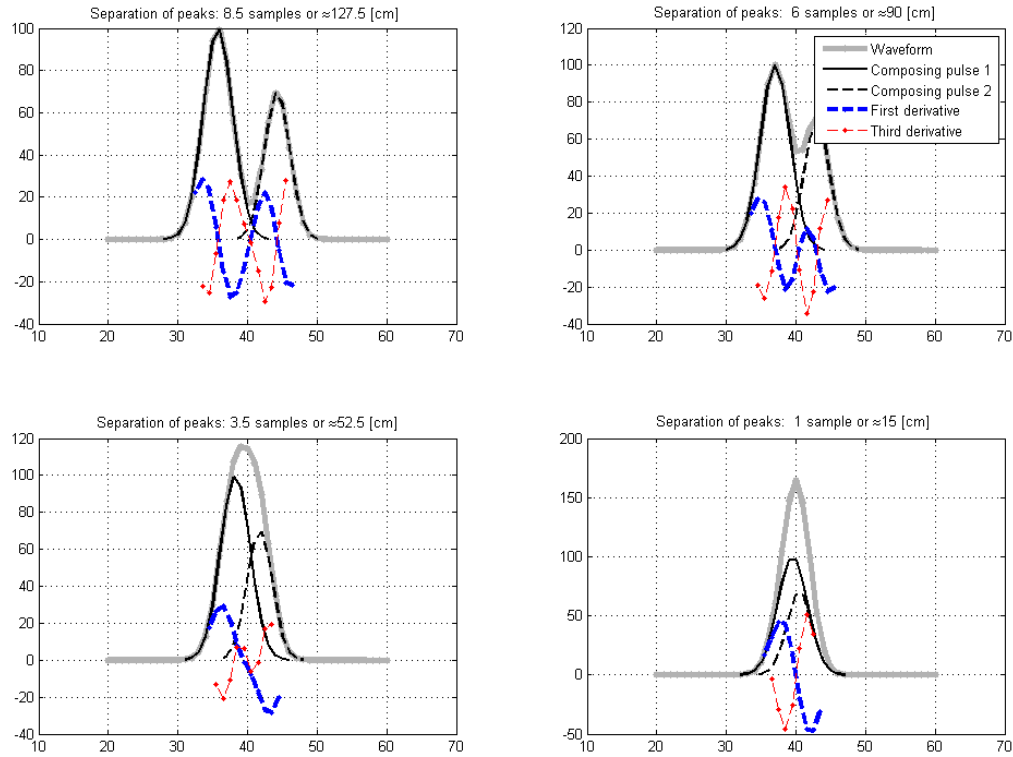 Separation of peaks: 8.5 samples or ≈127.5 [cm]
100
80
60
40
20
0
-20
-40
10 20 30 40 50 60 70
Separation of peaks: 6 samples or ≈90 [cm]
120
100
80
60
40
20
0
-20
-40
10 20 30 40 50 60 70
Waveform
Composing pulse 1
Composing pulse 2
First derivative
Third derivative
Separation of peaks: 3.5 samples or ≈52.5 [cm]
120
100
80
60
40
20
0
-20
-40
10 20 30 40 50 60 70
Separation of peaks: 1 sample or ≈15 [cm]
200
150
100
50
0
-50
10 20 30 40 50 60 70